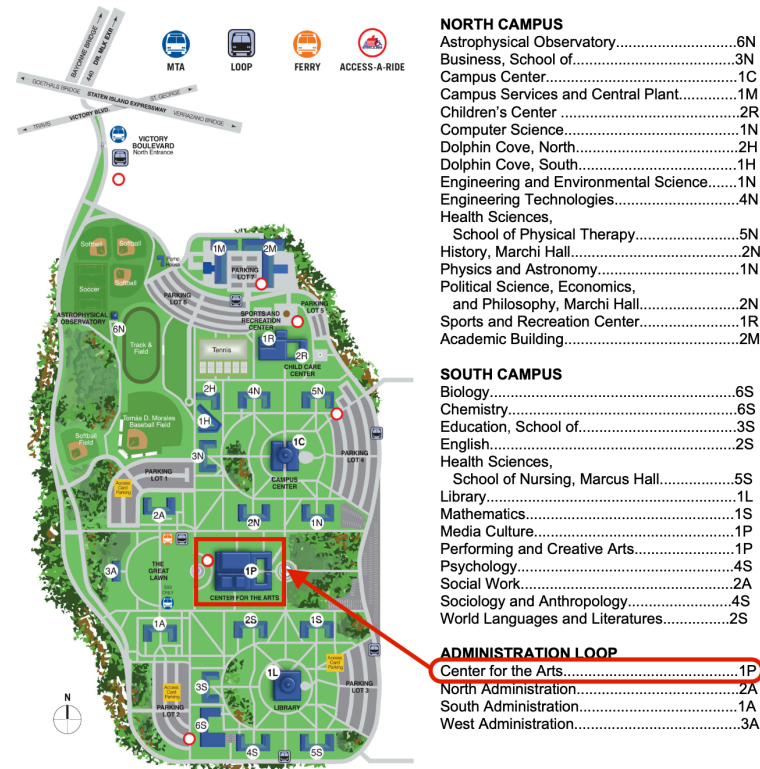 BAYONNE BRIDGE
440 DRL MLK EXP.
GOETHALS BRIDGE
STATEN ISLAND EXPRESSWAY
ST. GEORGE
VERRAZANO BRIDGE
TRAVIS
VICTORY BLVD.
MTA
LOOP
FERRY
ACCESS-A-RIDE
VICTORY
BOULEVARD
North Entrance
Softball
Softball
Softball
Soccer
Pump
House
1M
2M
PARKING
LOT 7
PARKING
LOT 6
PARKING
LOT 5
ASTROPHYSICAL
OBSERVATORY
6N
SPORTS AND
RECREATION
CENTER
1R
2R
CHILD CARE
CENTER
Track &
Field
Tennis
2H
4N
5N
1H
Tomás D. Morales
Baseball Field
Softball
Field
3N
1C
CAMPUS
CENTER
PARKING
LOT 4
PARKING
LOT 1
Access
Card
Parking
2A
2N
1N
3A
THE
GREAT
LAWN
1P
CENTER FOR THE ARTS
1A
2S
1S
Access
Card
Parking
PARKING
LOT 3
3S
1L
LIBRARY
Access
Card
Parking
PARKING
LOT 2
6S
4S
5S
N
NORTH CAMPUS
Astrophysical Observatory 6N
Business, School of 3N
Campus Center 1C
Campus Services and Central Plant 1M
Children's Center 2R
Computer Science 1N
Dolphin Cove, North 2H
Dolphin Cove, South 1H
Engineering and Environmental Science 1N
Engineering Technologies 4N
Health Sciences,
School of Physical Therapy 5N
History, Marchi Hall 2N
Physics and Astronomy 1N
Political Science, Economics,
and Philosophy, Marchi Hall 2N
Sports and Recreation Center 1R
Academic Building 2M
SOUTH CAMPUS
Biology 6S
Chemistry 6S
Education, School of 3S
English 2S
Health Sciences,
School of Nursing, Marcus Hall 5S
Library 1L
Mathematics 1S
Media Culture 1P
Performing and Creative Arts 1P
Psychology 4S
Social Work 2A
Sociology and Anthropology 4S
World Languages and Literatures 2S
ADMINISTRATION LOOP
Center for the Arts 1P
North Administration 2A
South Administration 1A
West Administration 3A